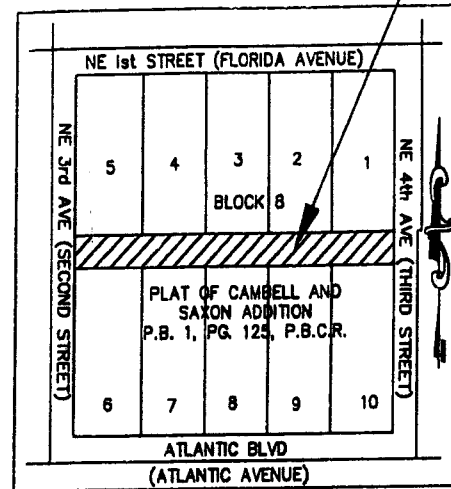 NE 1st STREET (FLORIDA AVENUE)
NE 3rd AVE (SECOND STREET)
5 4 3 2 1
BLOCK 8
NE 4th AVE (THIRD STREET)
PLAT OF CAMBELL AND
SAXON ADDITION
P.B. 1, PG. 125, P.B.C.R.
6 7 8 9 10
ATLANTIC BLVD
(ATLANTIC AVENUE)